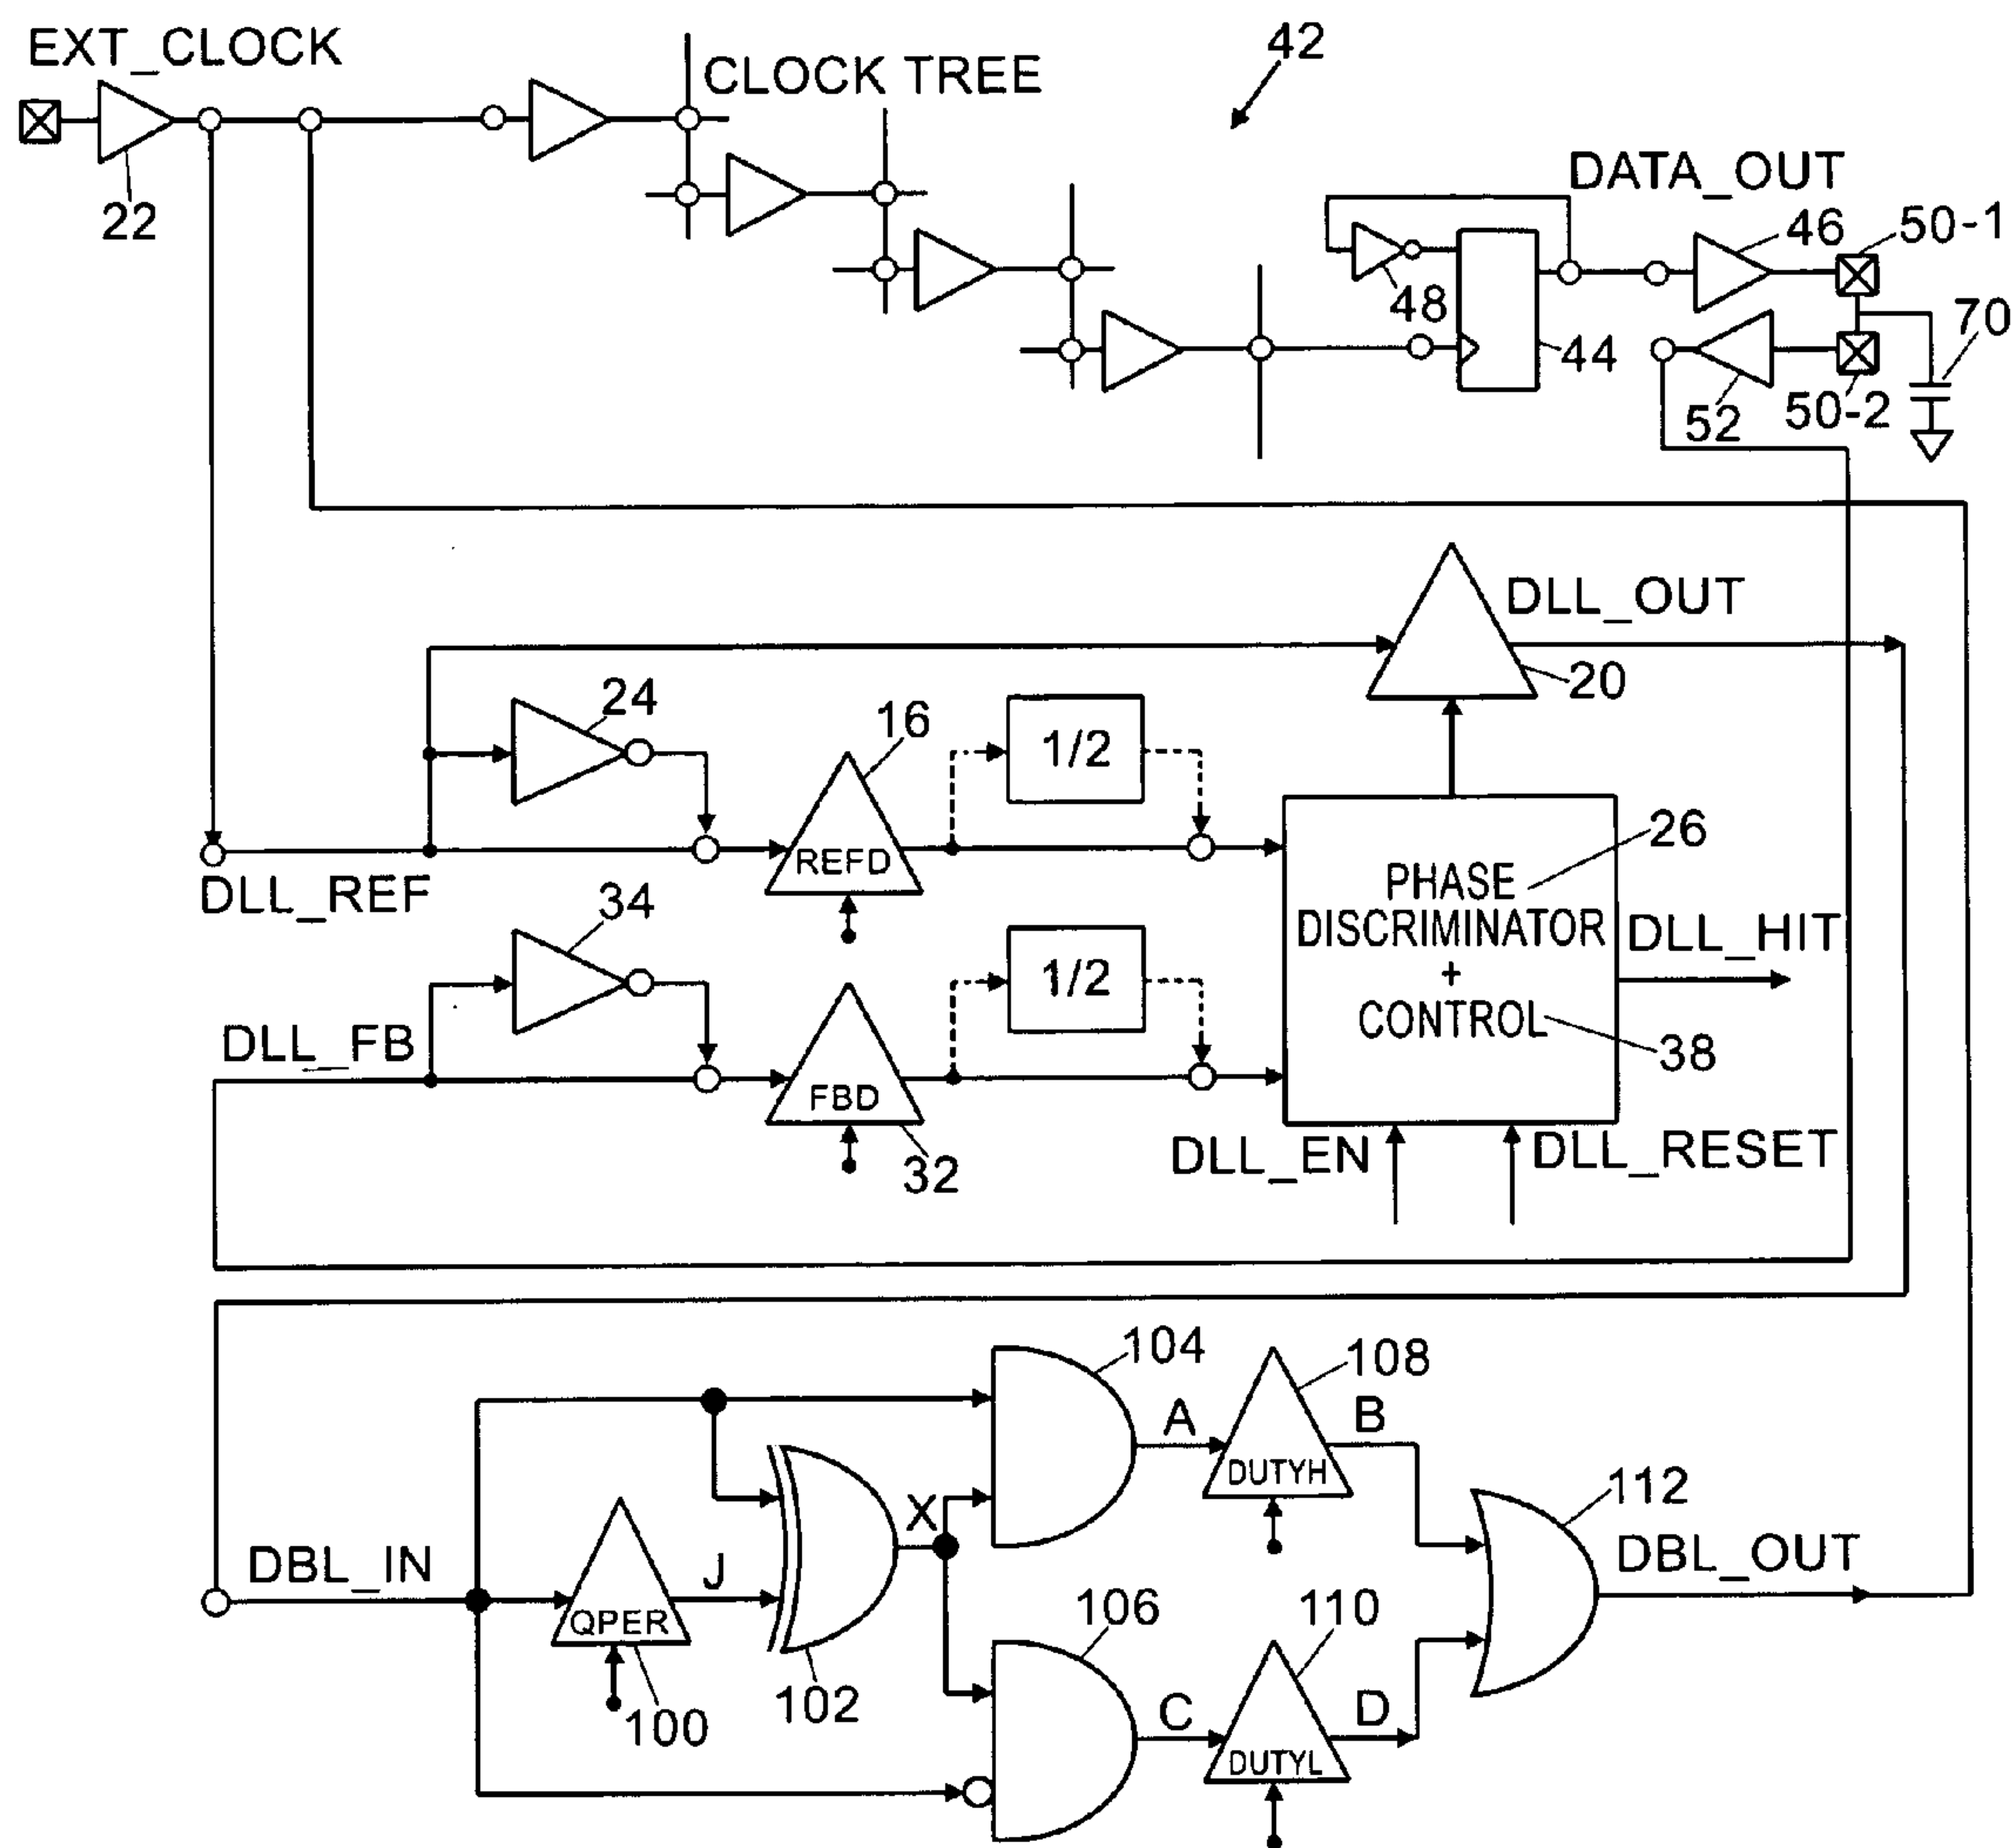 EXT_CLOCK
CLOCK TREE
42
22
DATA_OUT
46
50-1
48
44
70
52
50-2
DLL_OUT
20
24
16
1/2
REFD
26
DLL_REF
PHASE
DISCRIMINATOR
+
CONTROL
38
DLL_HIT
34
1/2
DLL_FB
FBD
32
DLL_EN
DLL_RESET
104
108
A
B
DUTYH
112
X
DBL_IN
J
QPER
100
102
DBL_OUT
106
110
C
D
DUTYL